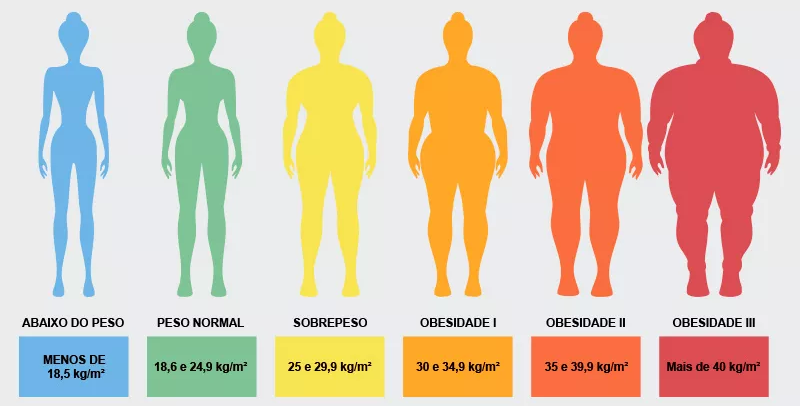 ABAIXO DO PESO
PESO NORMAL
SOBREPESO
OBESIDADE I
OBESIDADE II
OBESIDADE III
MENOS DE
18,5 kg/m²
18,6 e 24,9 kg/m²
25 e 29,9 kg/m²
30 e 34,9 kg/m²
35 e 39,9 kg/m²
Mais de 40 kg/m²